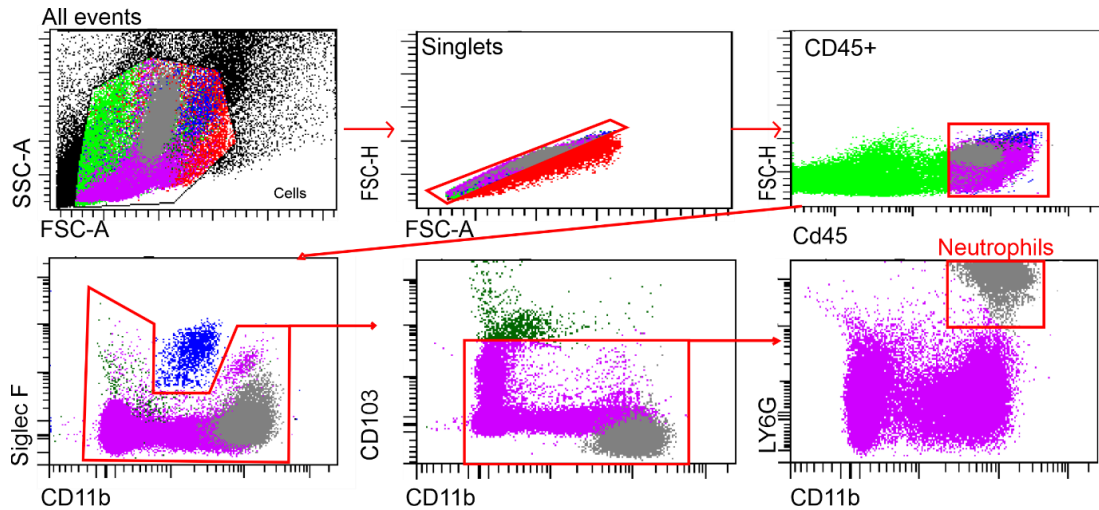 All events
Singlets
CD45+
SSC-A
Cells
FSC-A
FSC-H
FSC-A
FSC-H
Cd45
Neutrophils
Siglec F
CD11b
CD103
CD11b
LY6G
CD11b